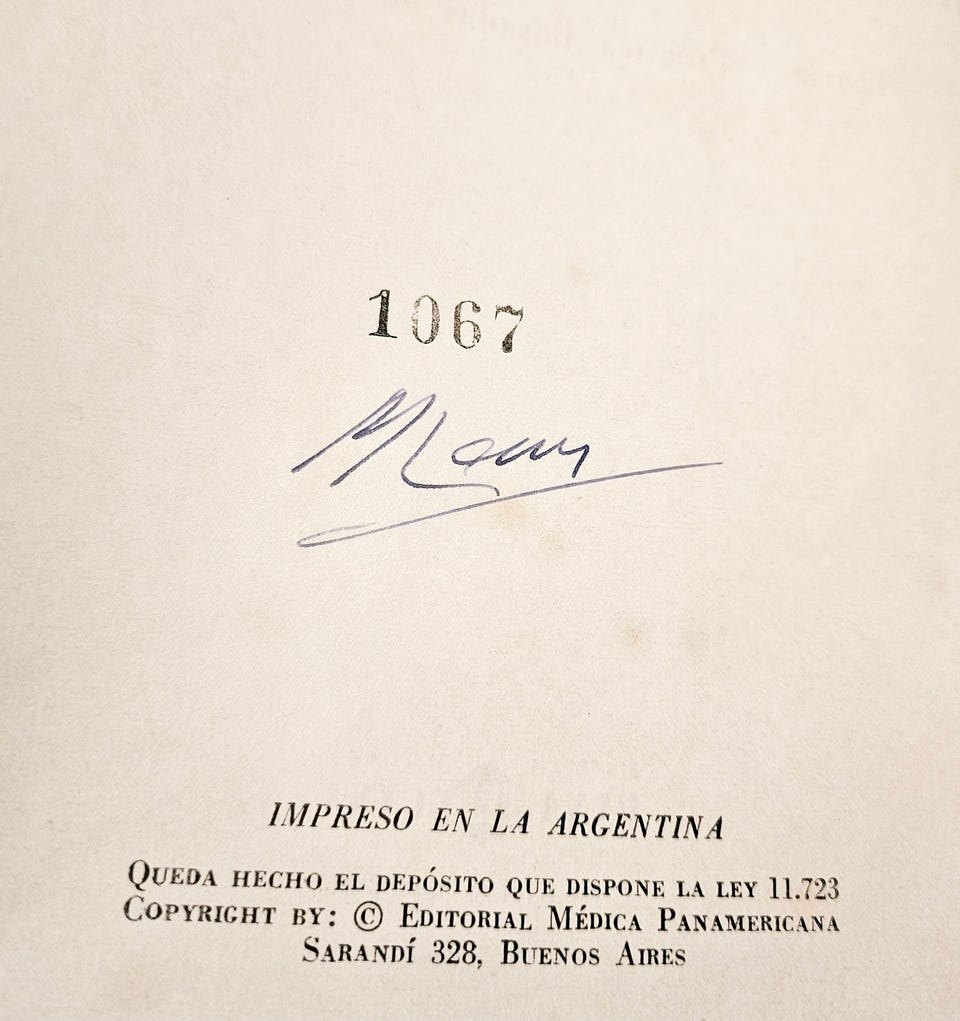 1067
IMPRESO EN LA ARGENTINA
QUEDA HECHO EL DEPÓSITO QUE DISPONE LA LEY 11.723
COPYRIGHT BY: © EDITORIAL MÉDICA PANAMERICANA
SARANDÍ 328, BUENOS AIRES